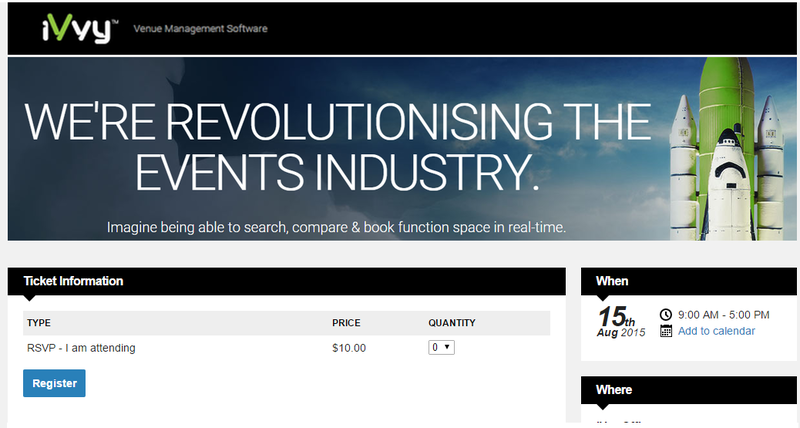 iVvy™ Venue Management Software
WE'RE REVOLUTIONISING THE
EVENTS INDUSTRY.
Imagine being able to search, compare & book function space in real-time.
Ticket Information
TYPE PRICE QUANTITY
RSVP - I am attending $10.00 0
Register
When
15th
Aug 2015
9:00 AM - 5:00 PM
Add to calendar
Where